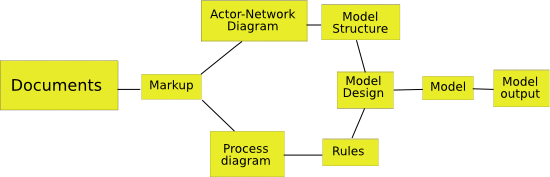 Documents
Markup
Actor-Network
Diagram
Model
Structure
Process
diagram
Rules
Model
Design
Model
Model
output